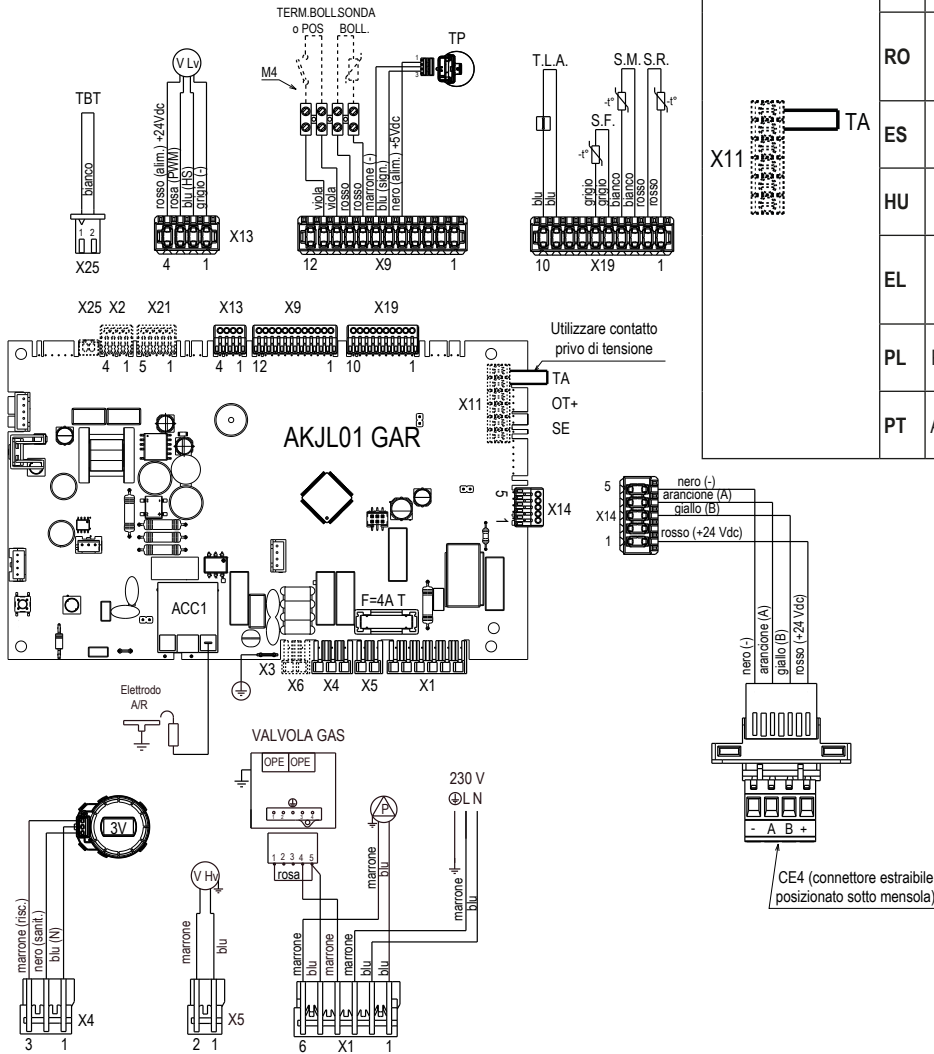 TERM.BOLL.SONDA
o POS BOLL.
M4
TP
TBT
bianco
1 2
X25
V Lv
rosso (alim.) +24Vdc
rosa (PWM)
blu (HS)
grigio (-)
X13
4 1
viola
viola
rosso
rosso
marrone (-)
blu (sign.)
nero (alim.) +5Vdc
1
3
12 X9 1
T.L.A.
S.M. S.R.
S.F.
-t°
-t°
-t°
blu
blu
grigio
grigio
bianco
bianco
rosso
rosso
10 X19 1
X11
TA
RO
ES
HU
EL
PL
PT A
X25 X2 X21 X13 X9 X19
4 1 5 1 4 1 12 1 10 1
Utilizzare contatto
privo di tensione
TA
X11
OT+
SE
AKJL01 GAR
5
1
X14
ACC1
F=4A T
X3
X6 X4 X5 X1
Elettrodo
A/R
5
X14
1
nero (-)
arancione (A)
giallo (B)
rosso (+24 Vdc)
nero (-)
arancione (A)
giallo (B)
rosso (+24 Vdc)
- A B +
CE4 (connettore estraibile
posizionato sotto mensola)
3V
marrone (risc.)
nero (sanit.)
blu (N)
X4
3 1
V Hv
marrone
blu
X5
2 1
VALVOLA GAS
OPE OPE
1 2 3 4 5
rosa
P
marrone
blu
230 V
L N
marrone
blu
marrone
blu
marrone
marrone
blu
blu
6 X1 1